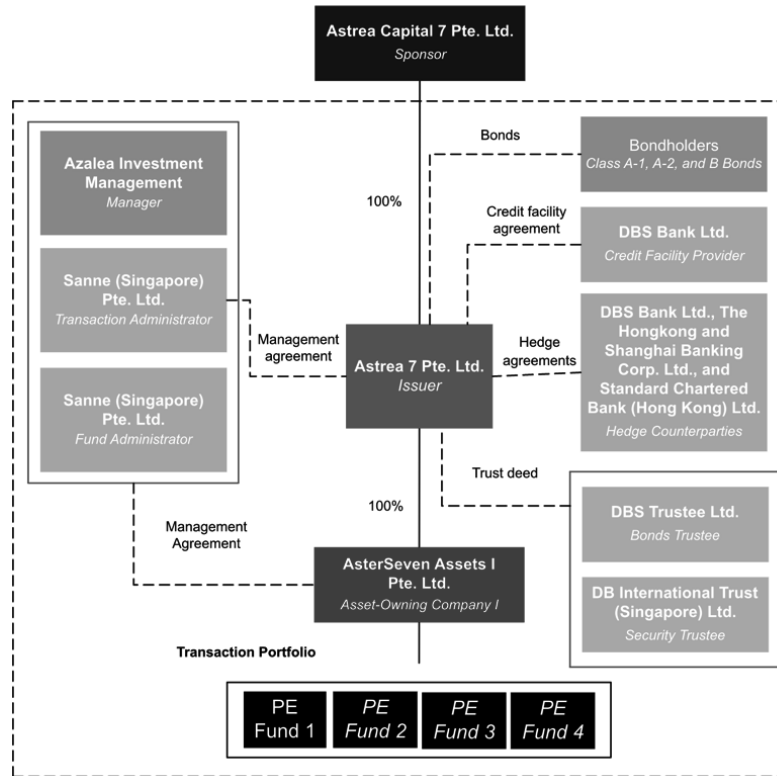 Astrea Capital 7 Pte. Ltd.
Sponsor
Azalea Investment
Management
Manager
Sanne (Singapore)
Pte. Ltd.
Transaction Administrator
Sanne (Singapore)
Pte. Ltd.
Fund Administrator
Management
agreement
Management
Agreement
100%
Astrea 7 Pte. Ltd.
Issuer
100%
AsterSeven Assets I
Pte. Ltd.
Asset-Owning Company I
Bonds
Bondholders
Class A-1, A-2, and B Bonds
Credit facility
agreement
DBS Bank Ltd.
Credit Facility Provider
Hedge
agreements
DBS Bank Ltd., The
Hongkong and
Shanghai Banking
Corp. Ltd., and
Standard Chartered
Bank (Hong Kong) Ltd.
Hedge Counterparties
Trust deed
DBS Trustee Ltd.
Bonds Trustee
DB International Trust
(Singapore) Ltd.
Security Trustee
Transaction Portfolio
PE
Fund 1
PE
Fund 2
PE
Fund 3
PE
Fund 4